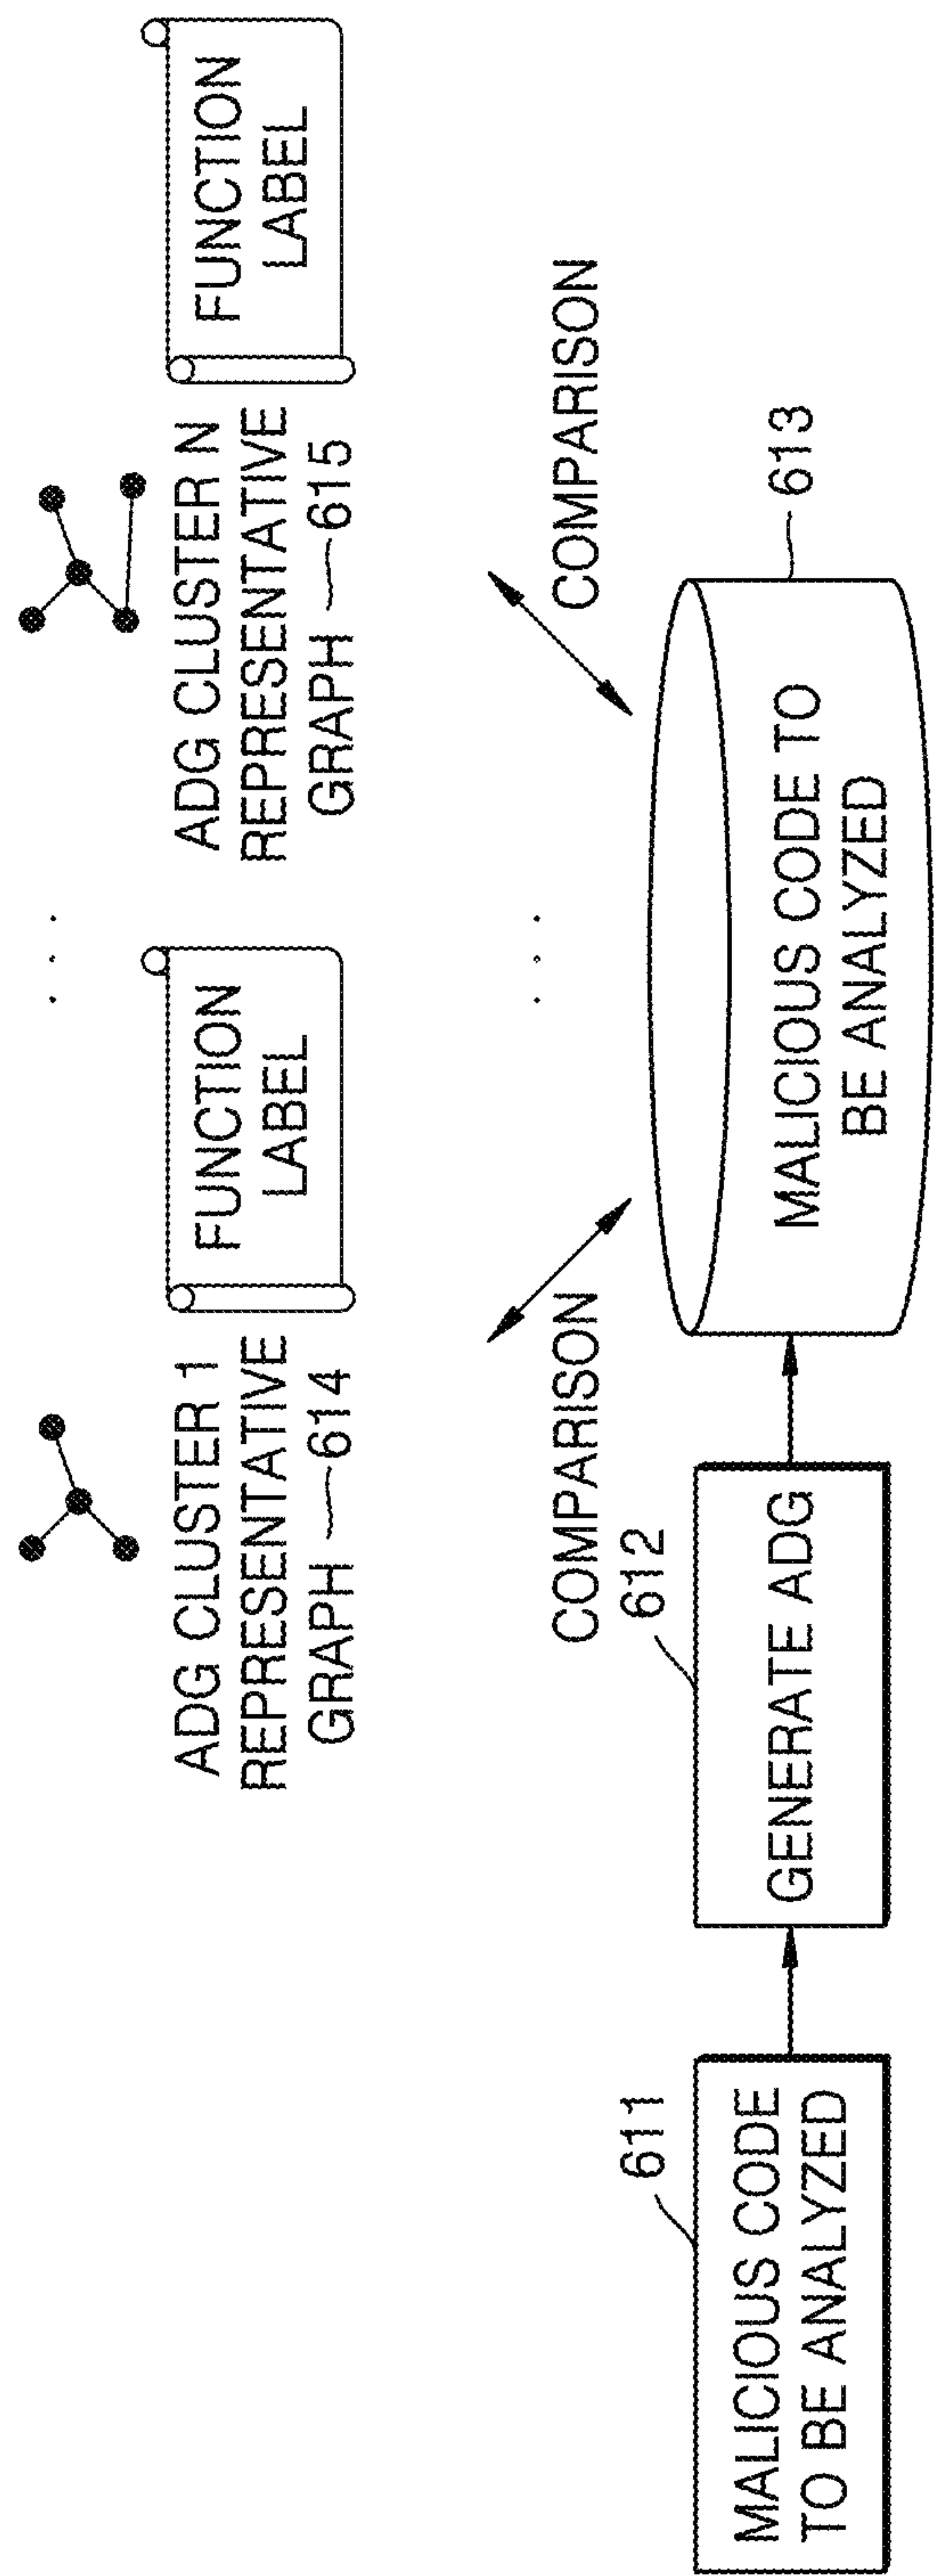 ADG CLUSTER 1
REPRESENTATIVE
GRAPH 614
FUNCTION
LABEL
ADG CLUSTER N
REPRESENTATIVE
GRAPH 615
FUNCTION
LABEL
COMPARISON
COMPARISON
611
MALICIOUS CODE
TO BE ANALYZED
612
GENERATE ADG
MALICIOUS CODE TO
BE ANALYZED
613